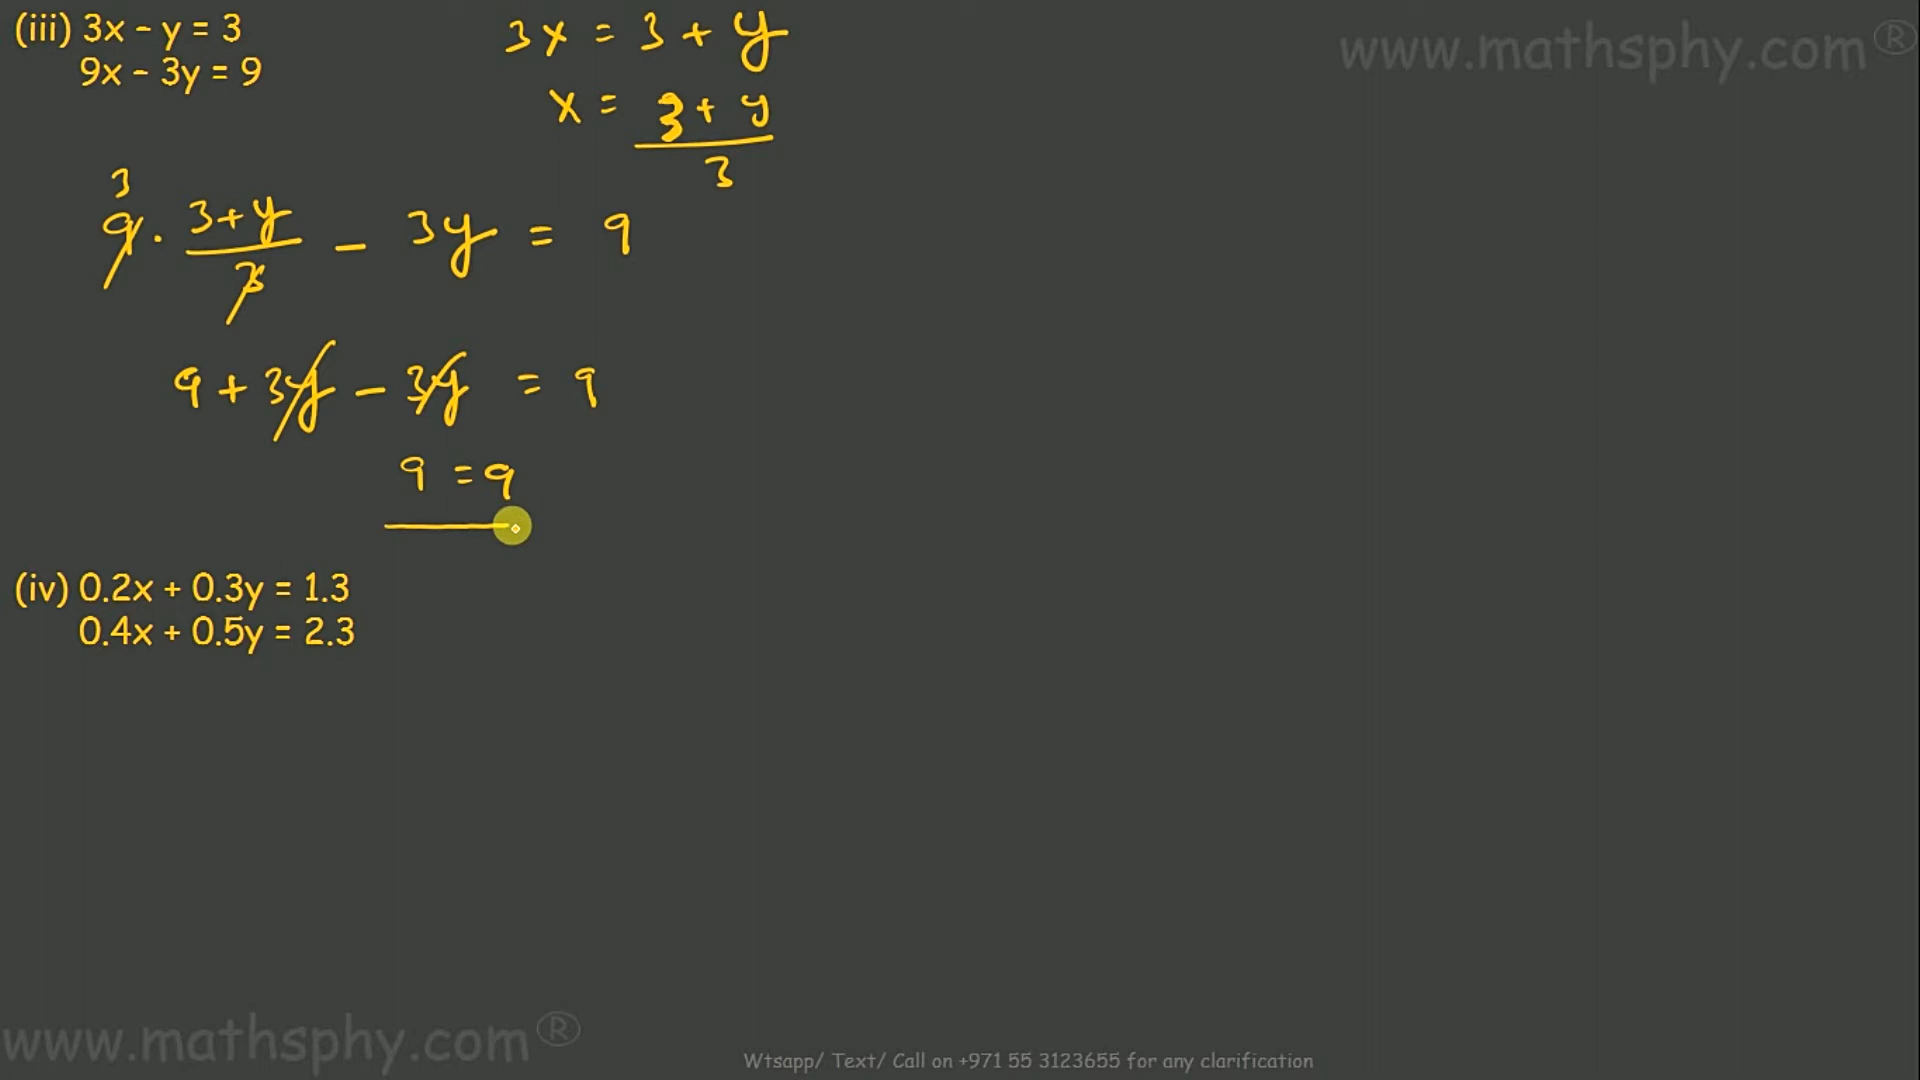 (iii) 3x - y = 3
9x - 3y = 9
3x = 3 + y
x = 3 + y
3
www.mathsphy.com®
3
9 . 3+y - 3y = 9
3
9 + 3y - 3y = 9
9 = 9
(iv) 0.2x + 0.3y = 1.3
0.4x + 0.5y = 2.3
www.mathsphy.com®
Wtsapp/ Text/ Call on +971 55 3123655 for any clarification